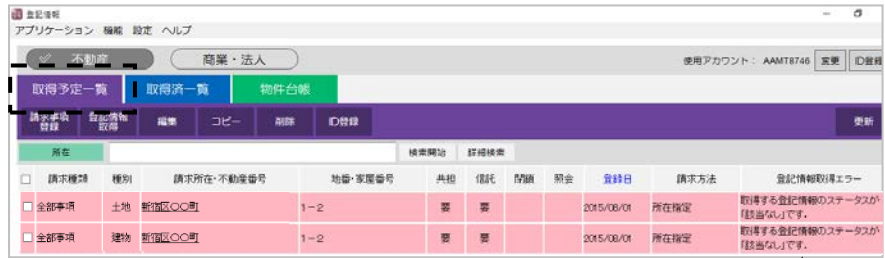 登記情報
アプリケーション 機能 設定 ヘルプ
不動産 商業・法人 使用アカウント： AAMT8746 変更 ID登録
取得予定一覧 取得済一覧 物件台帳
請求事項登録 登記情報取得 編集 コピー 削除 ID登録 更新
所在 検索開始 詳細検索
請求種類 種別 請求所在・不動産番号 地番・家屋番号 共担 信託 閉鎖 照会 登録日 請求方法 登記情報取得エラー
全部事項 土地 新宿区〇〇町 1－2 要 要 2015/08/01 所在指定 取得する登記情報のステータスが「該当なし」です。
全部事項 建物 新宿区〇〇町 1－2 要 要 2015/08/01 所在指定 取得する登記情報のステータスが「該当なし」です。